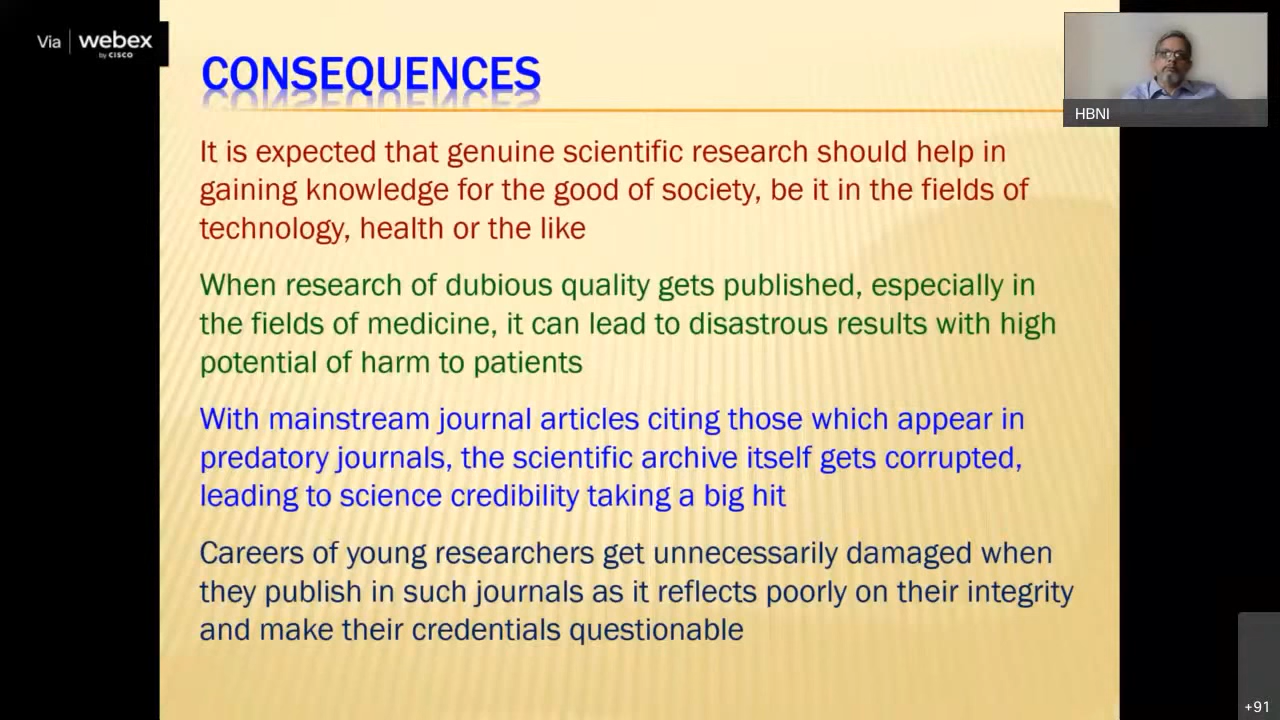 Via webex
by CISCO
CONSEQUENCES
HBNI
It is expected that genuine scientific research should help in
gaining knowledge for the good of society, be it in the fields of
technology, health or the like
When research of dubious quality gets published, especially in
the fields of medicine, it can lead to disastrous results with high
potential of harm to patients
With mainstream journal articles citing those which appear in
predatory journals, the scientific archive itself gets corrupted,
leading to science credibility taking a big hit
Careers of young researchers get unnecessarily damaged when
they publish in such journals as it reflects poorly on their integrity
and make their credentials questionable
+91